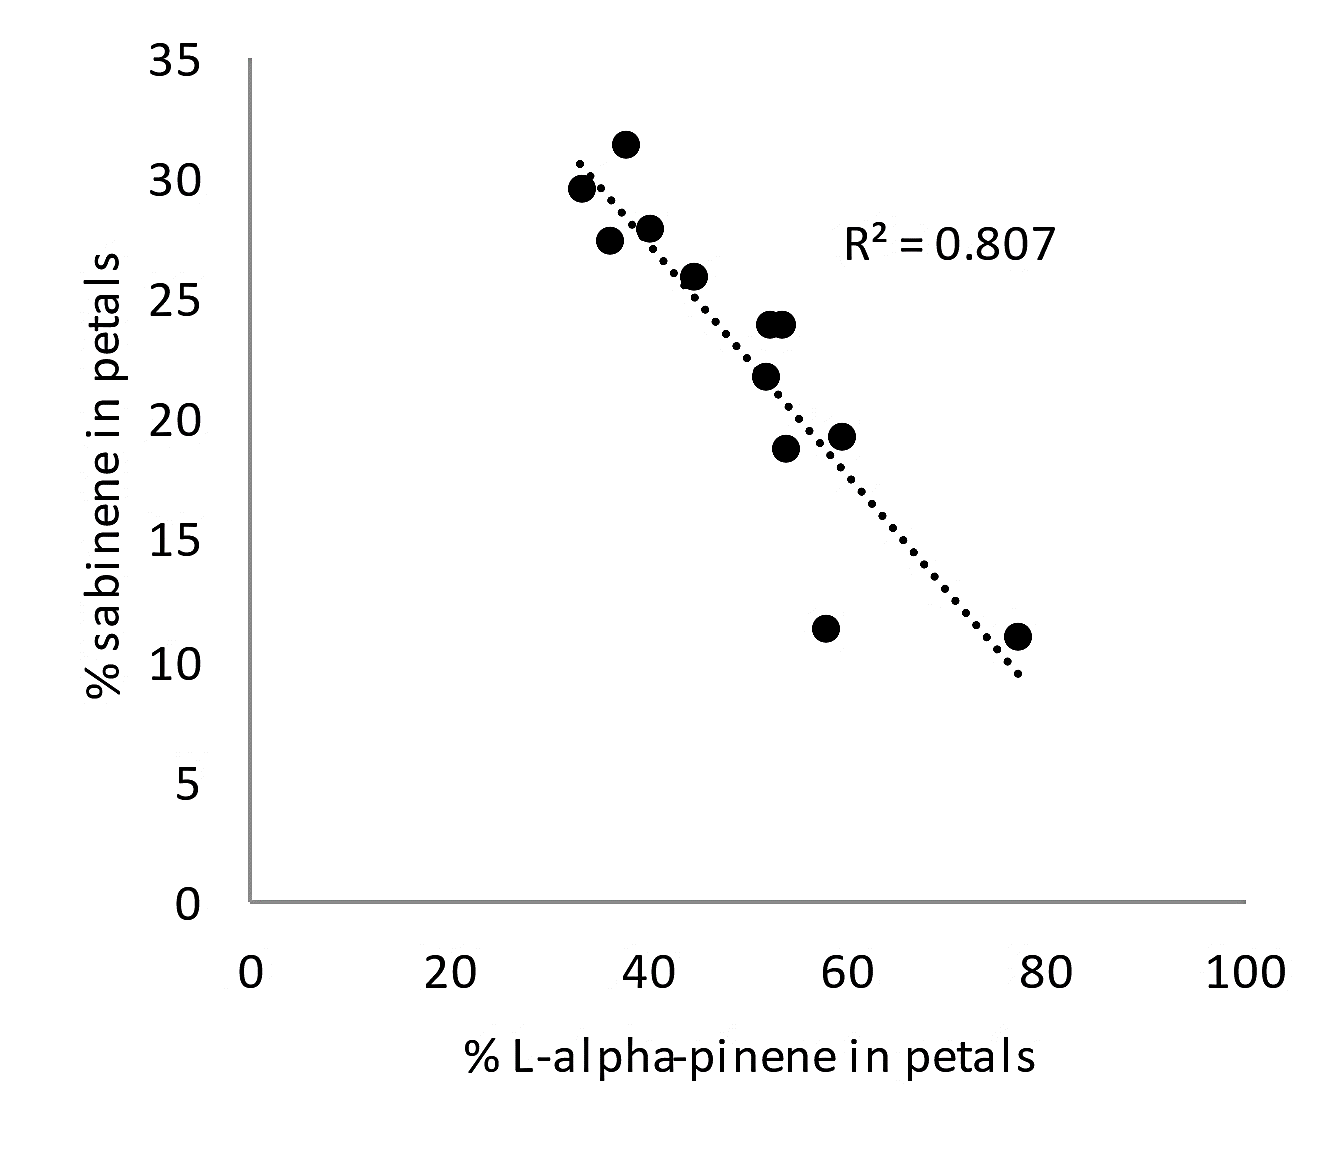 35
30
25
20
15
10
5
0
% sabinene in petals
R² = 0.807
0 20 40 60 80 100
% L-alpha-pinene in petals